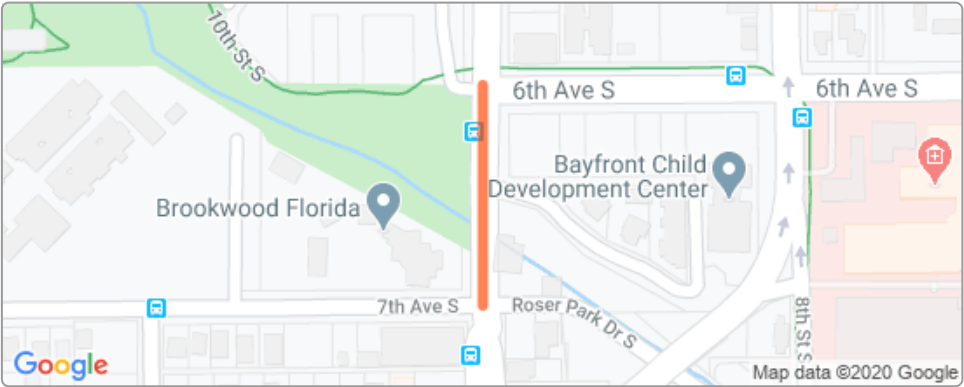 10th St S
6th Ave S
6th Ave S
Bayfront Child
Development Center
Brookwood Florida
7th Ave S
Roser Park Dr S
8th St S
Google
Map data ©2020 Google